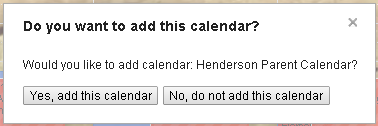 Do you want to add this calendar? ×
Would you like to add calendar: Henderson Parent Calendar?
Yes, add this calendar No, do not add this calendar